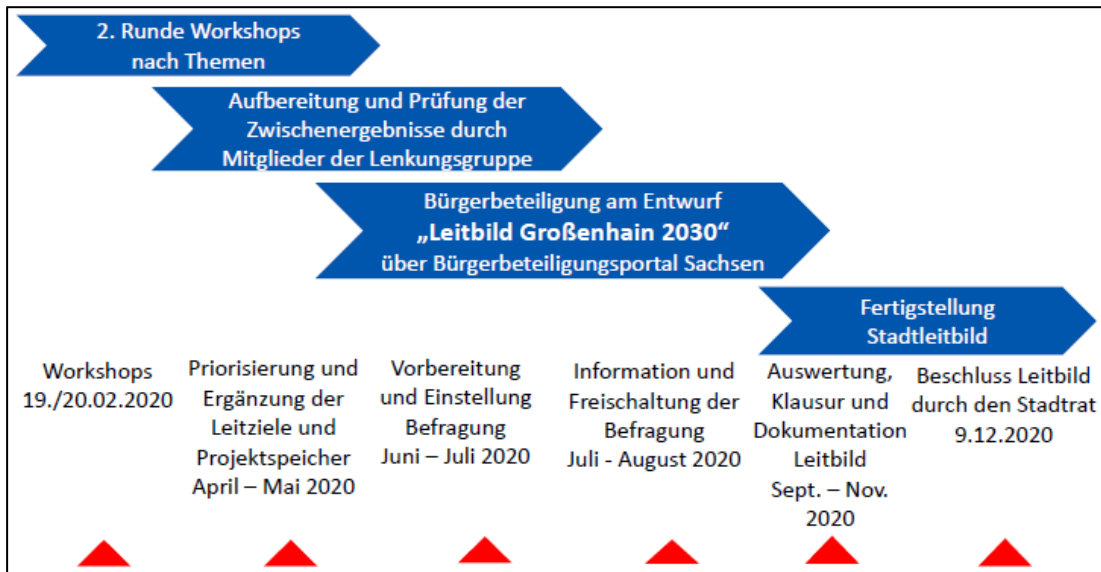 2. Runde Workshops
nach Themen
Aufbereitung und Prüfung der
Zwischenergebnisse durch
Mitglieder der Lenkungsgruppe
Bürgerbeteiligung am Entwurf
„Leitbild Großenhain 2030“
über Bürgerbeteiligungsportal Sachsen
Fertigstellung
Stadtleitbild
Workshops
19./20.02.2020
Priorisierung und
Ergänzung der
Leitziele und
Projektspeicher
April – Mai 2020
Vorbereitung
und Einstellung
Befragung
Juni – Juli 2020
Information und
Freischaltung der
Befragung
Juli - August 2020
Auswertung,
Klausur und
Dokumentation
Leitbild
Sept. – Nov.
2020
Beschluss Leitbild
durch den Stadtrat
9.12.2020